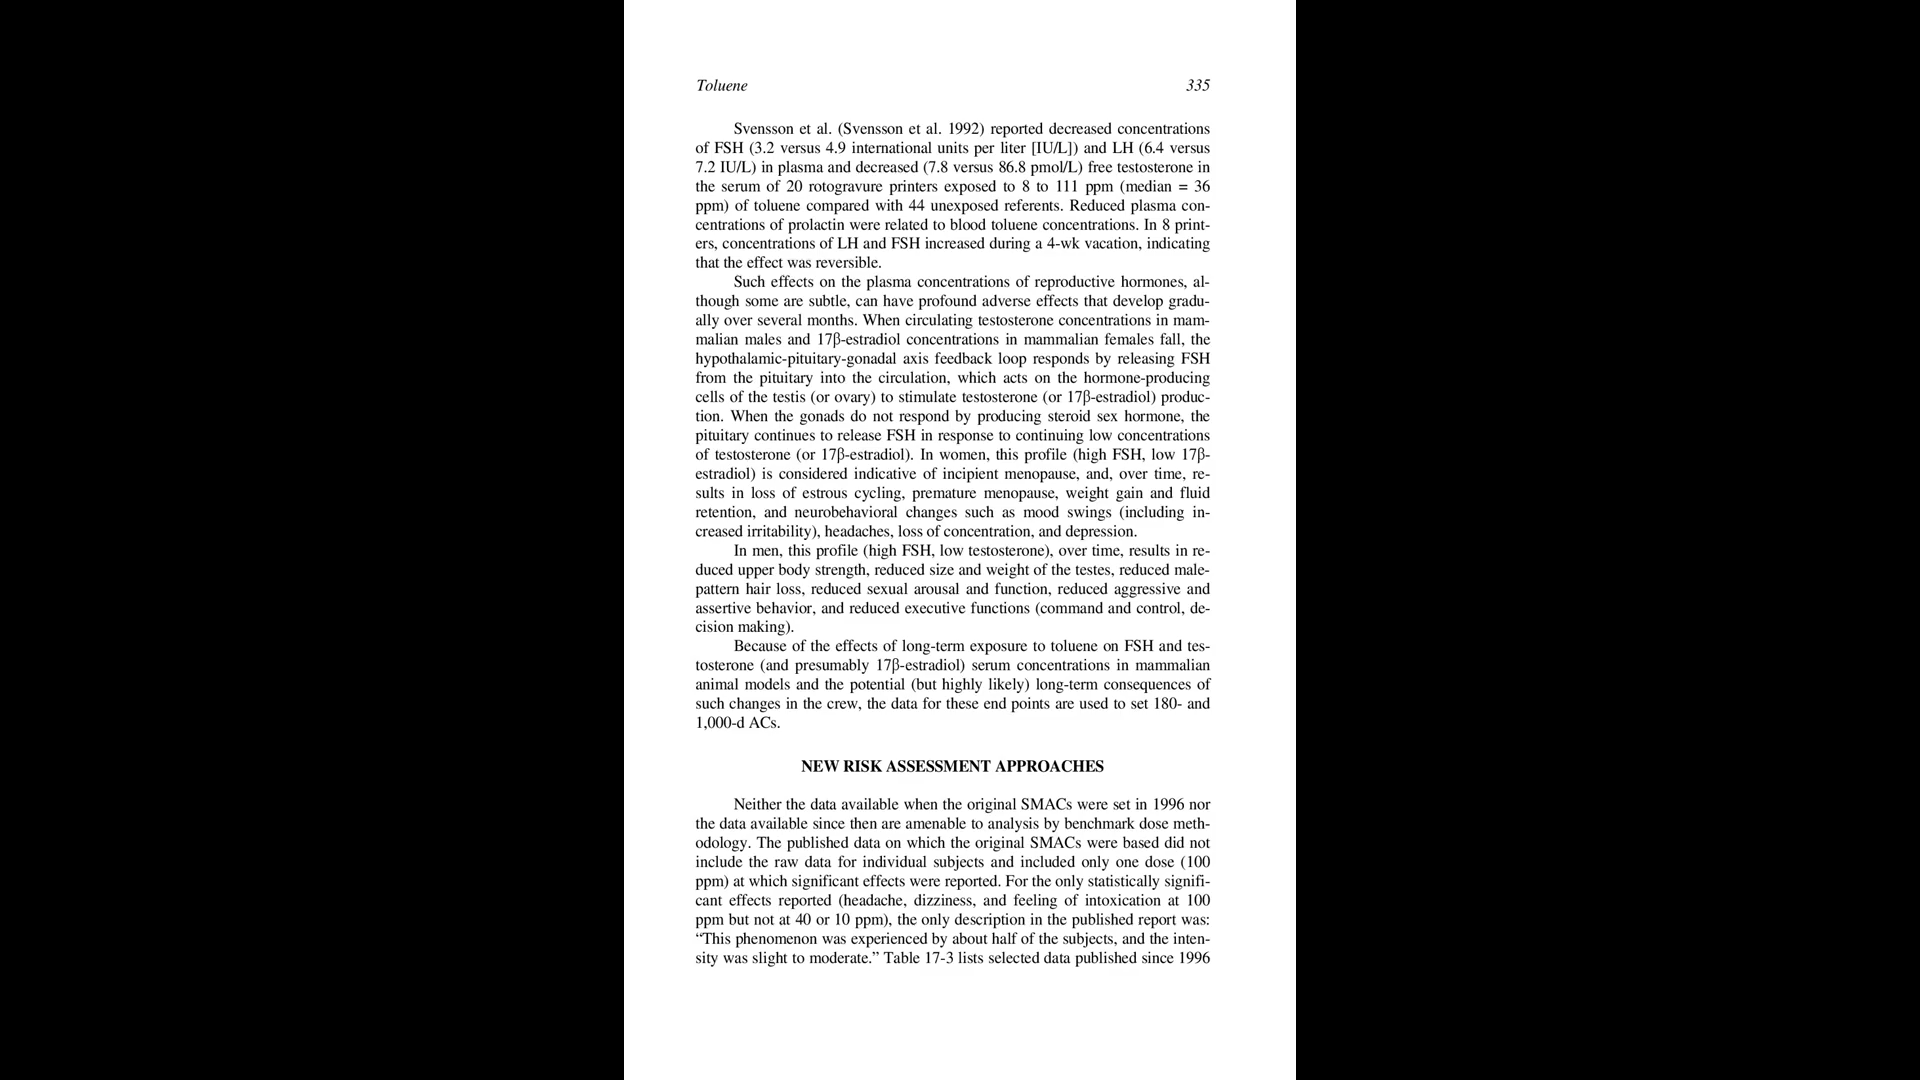 Toluene 335
Svensson et al. (Svensson et al. 1992) reported decreased concentrations
of FSH (3.2 versus 4.9 international units per liter [IU/L]) and LH (6.4 versus
7.2 IU/L) in plasma and decreased (7.8 versus 86.8 pmol/L) free testosterone in
the serum of 20 rotogravure printers exposed to 8 to 111 ppm (median = 36
ppm) of toluene compared with 44 unexposed referents. Reduced plasma con-
centrations of prolactin were related to blood toluene concentrations. In 8 print-
ers, concentrations of LH and FSH increased during a 4-wk vacation, indicating
that the effect was reversible.
Such effects on the plasma concentrations of reproductive hormones, al-
though some are subtle, can have profound adverse effects that develop gradu-
ally over several months. When circulating testosterone concentrations in mam-
malian males and 17β-estradiol concentrations in mammalian females fall, the
hypothalamic-pituitary-gonadal axis feedback loop responds by releasing FSH
from the pituitary into the circulation, which acts on the hormone-producing
cells of the testis (or ovary) to stimulate testosterone (or 17β-estradiol) produc-
tion. When the gonads do not respond by producing steroid sex hormone, the
pituitary continues to release FSH in response to continuing low concentrations
of testosterone (or 17β-estradiol). In women, this profile (high FSH, low 17β-
estradiol) is considered indicative of incipient menopause, and, over time, re-
sults in loss of estrous cycling, premature menopause, weight gain and fluid
retention, and neurobehavioral changes such as mood swings (including in-
creased irritability), headaches, loss of concentration, and depression.
In men, this profile (high FSH, low testosterone), over time, results in re-
duced upper body strength, reduced size and weight of the testes, reduced male-
pattern hair loss, reduced sexual arousal and function, reduced aggressive and
assertive behavior, and reduced executive functions (command and control, de-
cision making).
Because of the effects of long-term exposure to toluene on FSH and tes-
tosterone (and presumably 17β-estradiol) serum concentrations in mammalian
animal models and the potential (but highly likely) long-term consequences of
such changes in the crew, the data for these end points are used to set 180- and
1,000-d ACs.
NEW RISK ASSESSMENT APPROACHES
Neither the data available when the original SMACs were set in 1996 nor
the data available since then are amenable to analysis by benchmark dose meth-
odology. The published data on which the original SMACs were based did not
include the raw data for individual subjects and included only one dose (100
ppm) at which significant effects were reported. For the only statistically signifi-
cant effects reported (headache, dizziness, and feeling of intoxication at 100
ppm but not at 40 or 10 ppm), the only description in the published report was:
“This phenomenon was experienced by about half of the subjects, and the inten-
sity was slight to moderate.” Table 17-3 lists selected data published since 1996